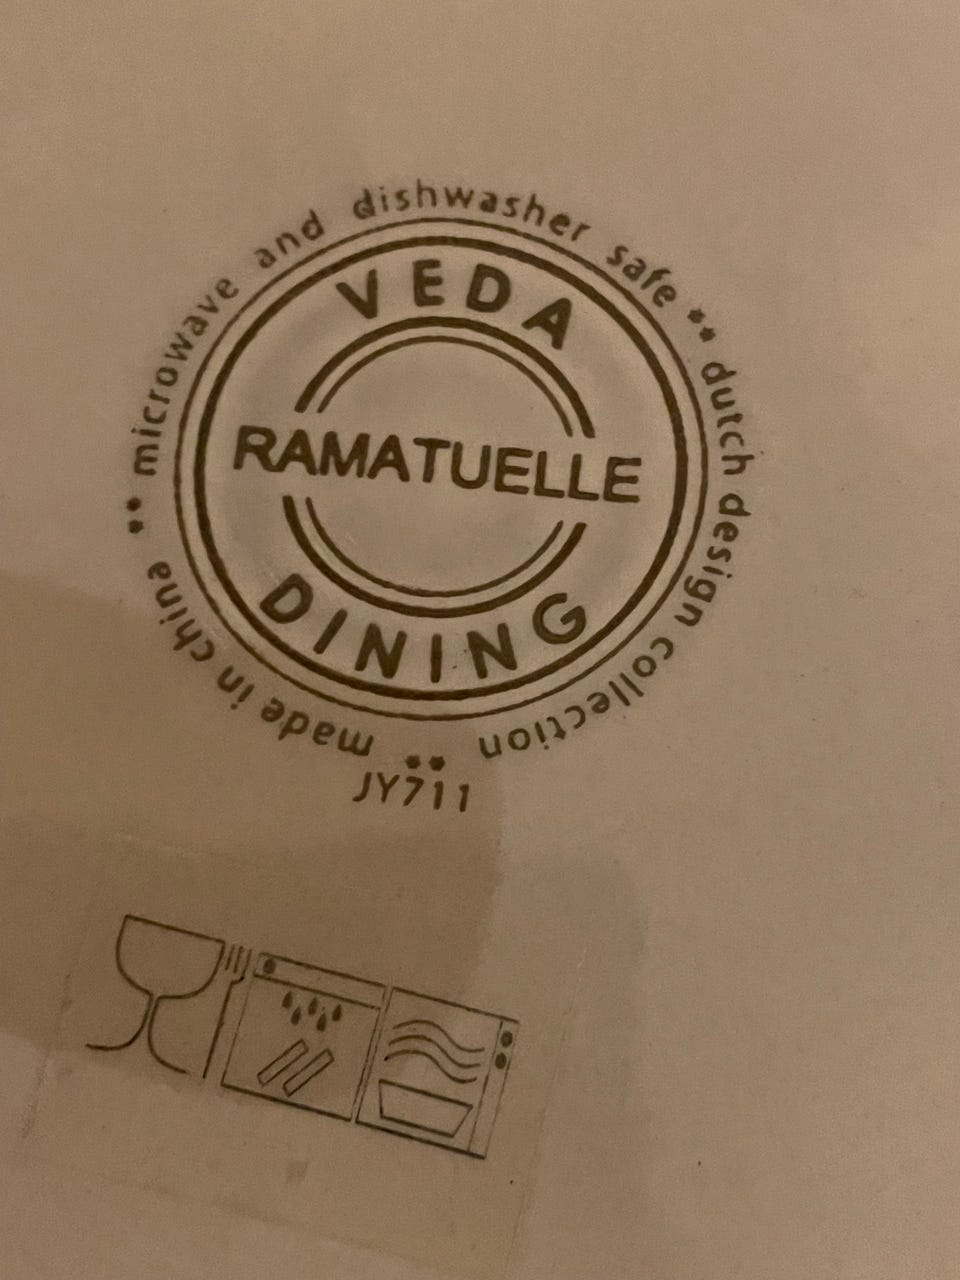 ** microwave and dishwasher safe ** dutch design collection ** made in china
VEDA
RAMATUELLE
DINING
JY711